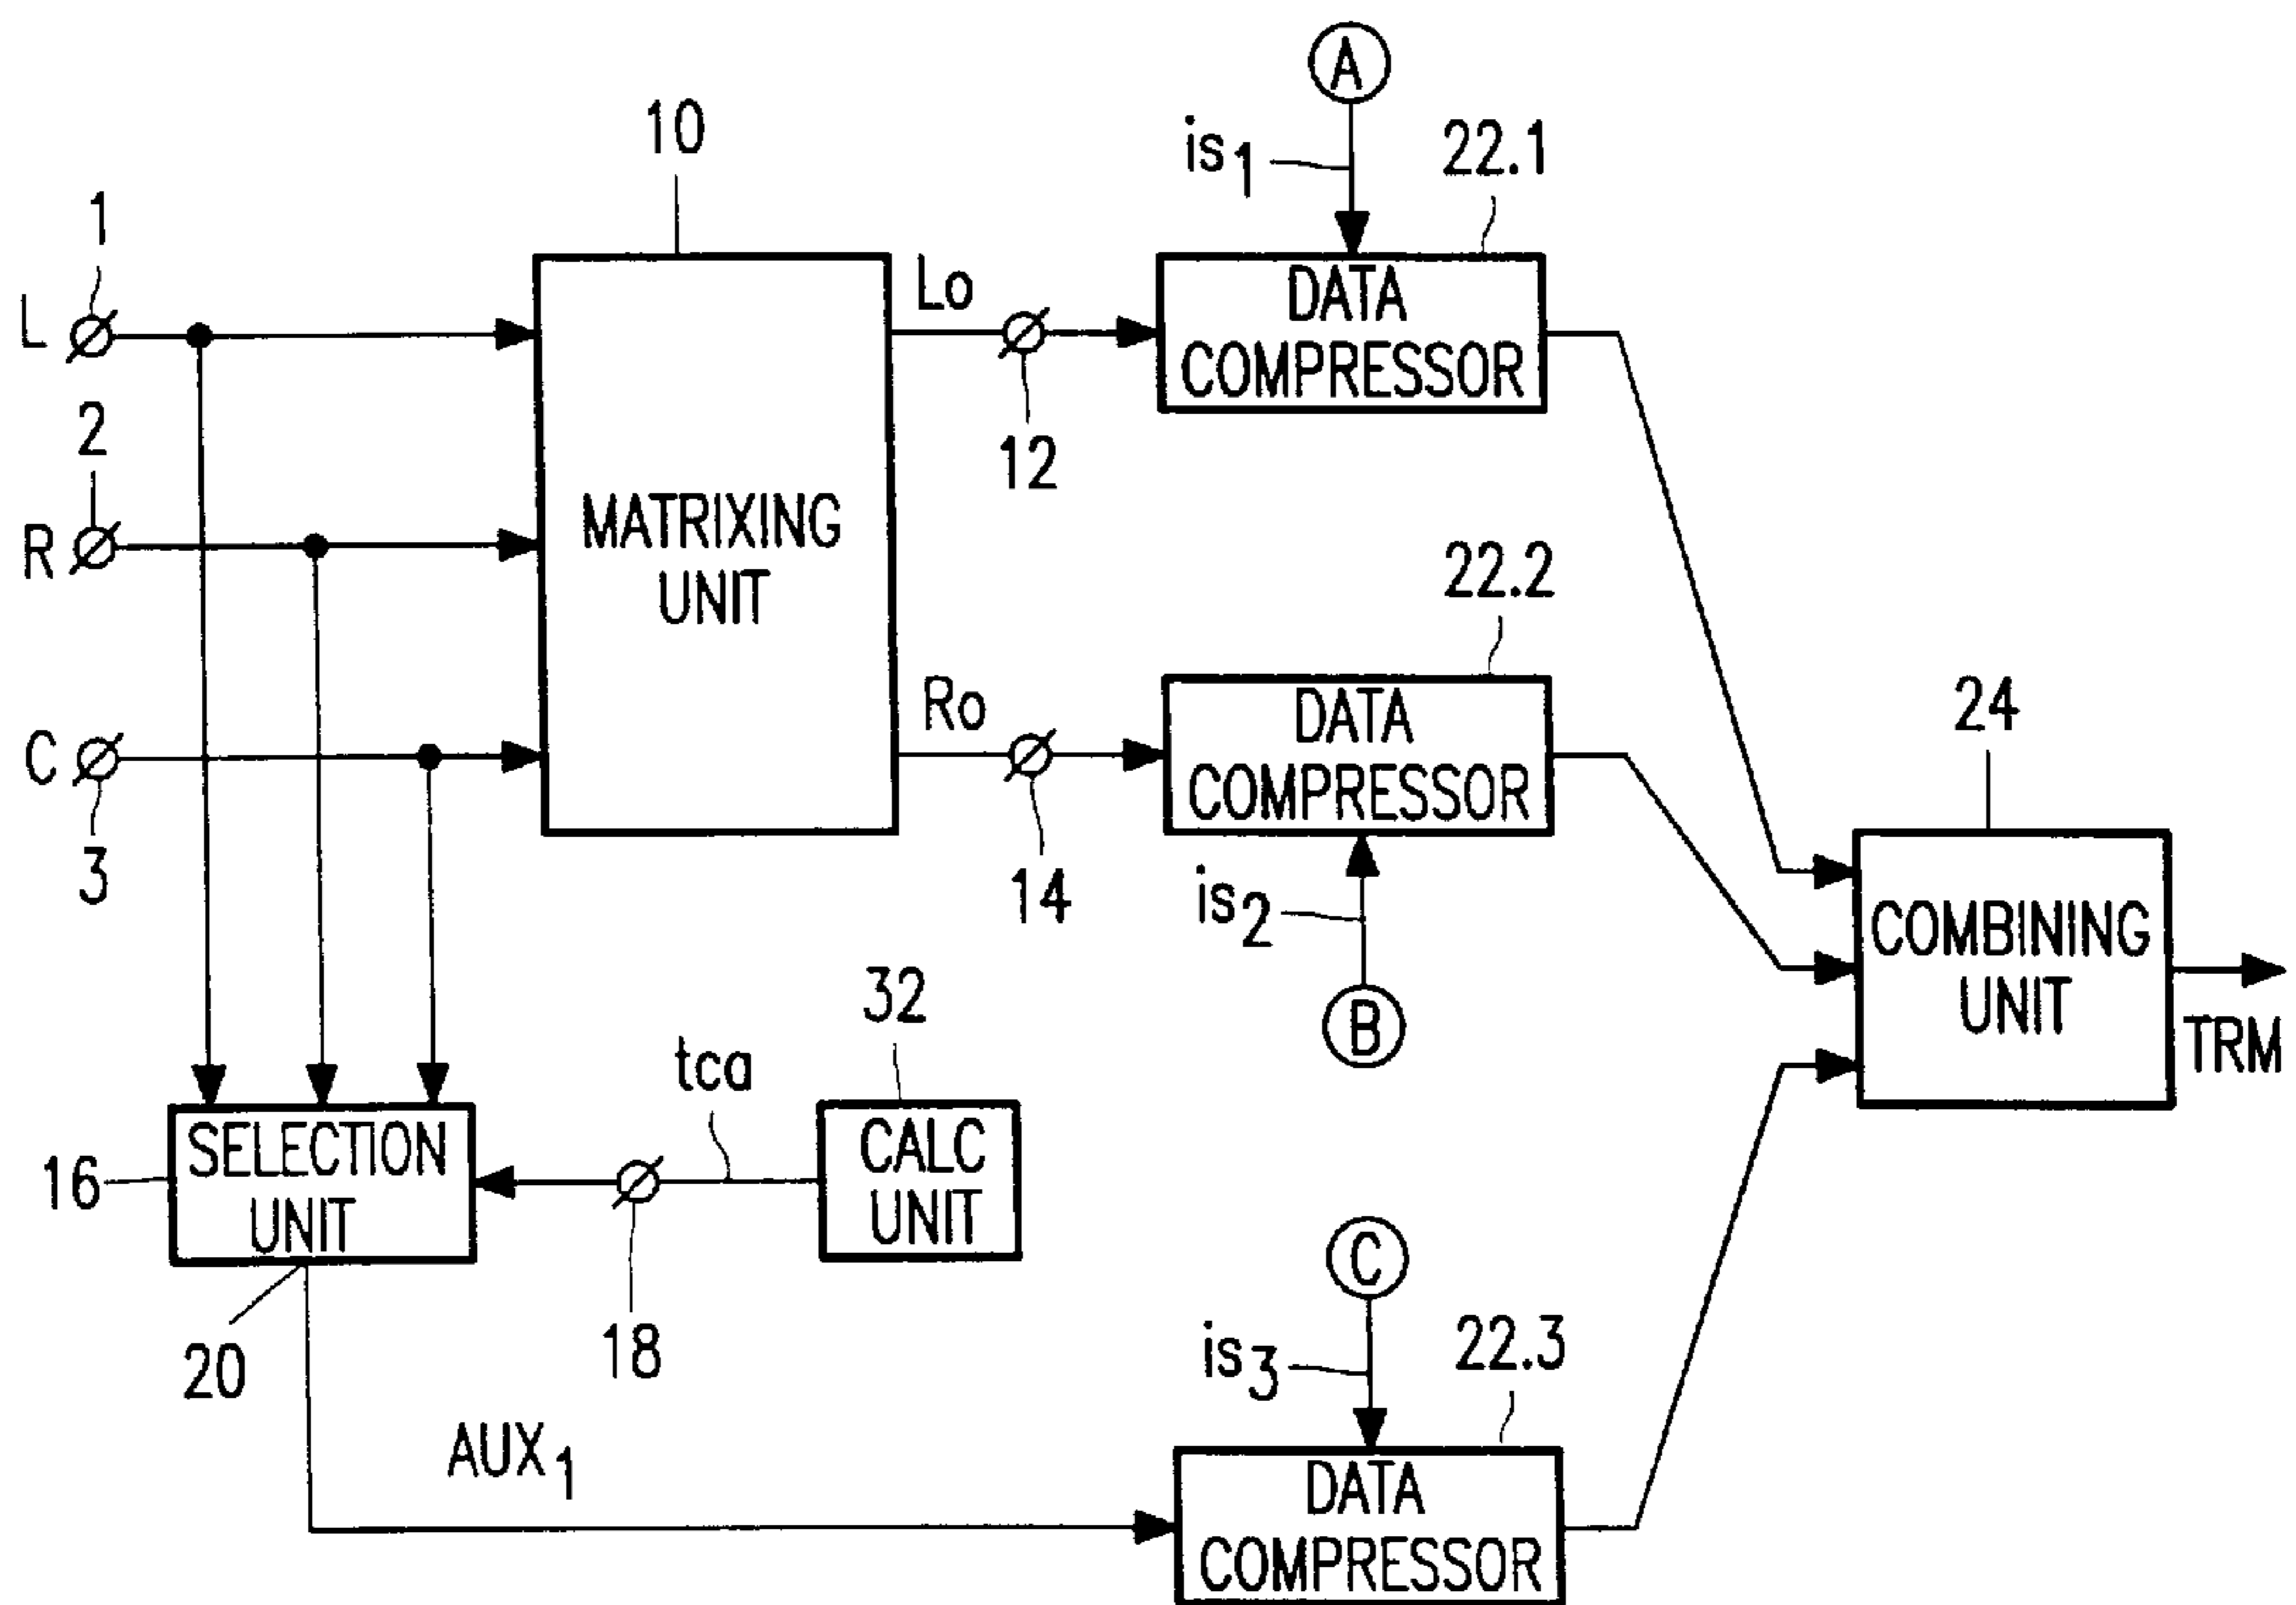 A
10
is1
22.1
1
L
Lo
DATA
COMPRESSOR
2
12
R
MATRIXING
UNIT
22.2
Ro
DATA
COMPRESSOR
24
C
3
14
is2
COMBINING
UNIT
32
B
TRM
tca
SELECTION
UNIT
CALC
UNIT
16
C
18
20
is3
22.3
AUX1
DATA
COMPRESSOR